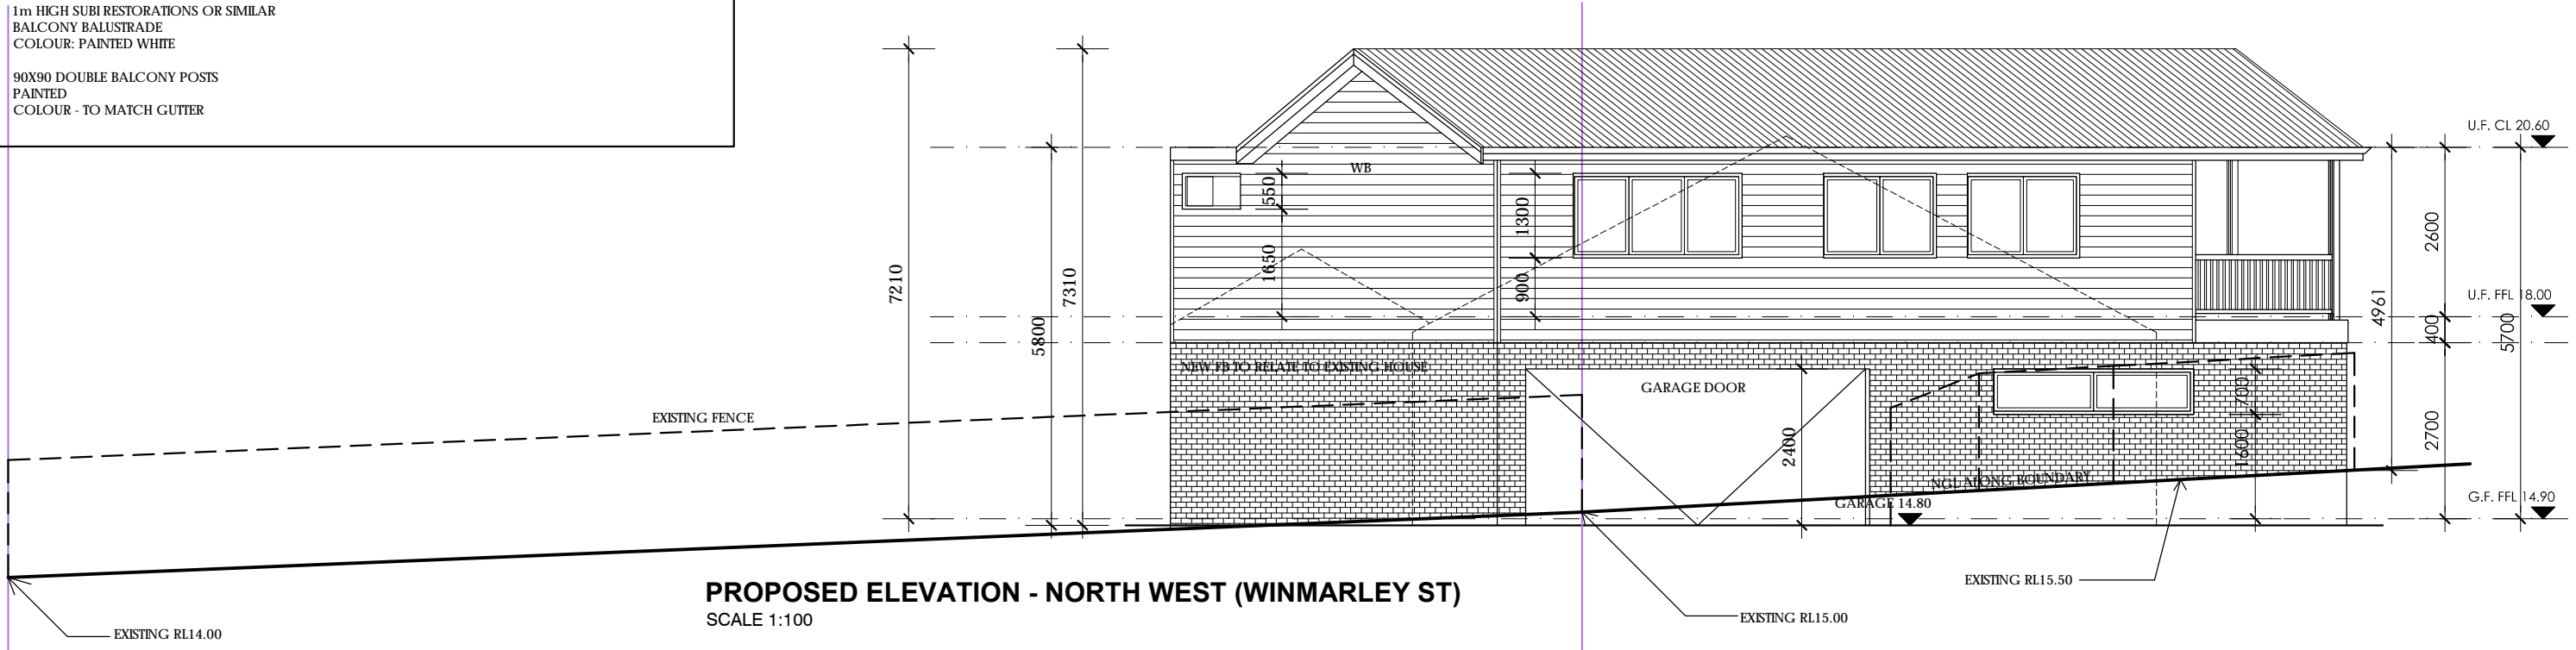 1m HIGH SUBI RESTORATIONS OR SIMILAR
BALCONY BALUSTRADE
COLOUR: PAINTED WHITE
90X90 DOUBLE BALCONY POSTS
PAINTED
COLOUR - TO MATCH GUTTER
U.F. CL 20.60
WB
550
1300
2600
1650
900
7210
7310
5800
U.F. FFL 18.00
4961
400
5700
NEW FB TO RELATE TO EXISTING HOUSE
GARAGE DOOR
700
EXISTING FENCE
2400
1600
2700
NGL ALONG BOUNDARY
GARAGE 14.80
G.F. FFL 14.90
PROPOSED ELEVATION - NORTH WEST (WINMARLEY ST)
SCALE 1:100
EXISTING RL15.50
EXISTING RL15.00
EXISTING RL14.00